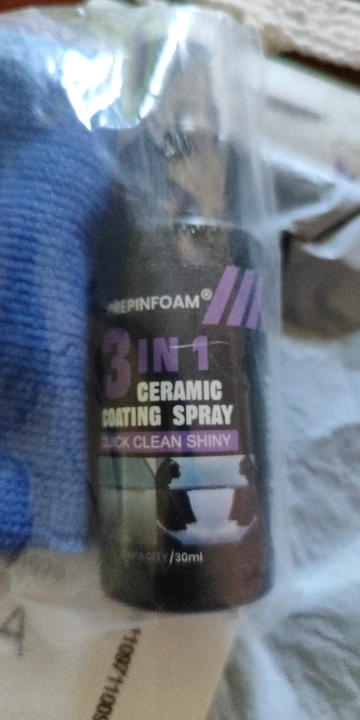 PREPINFOAM®
3 IN 1
CERAMIC
COATING SPRAY
QUICK CLEAN SHINY
CAPACITY/30ml
A